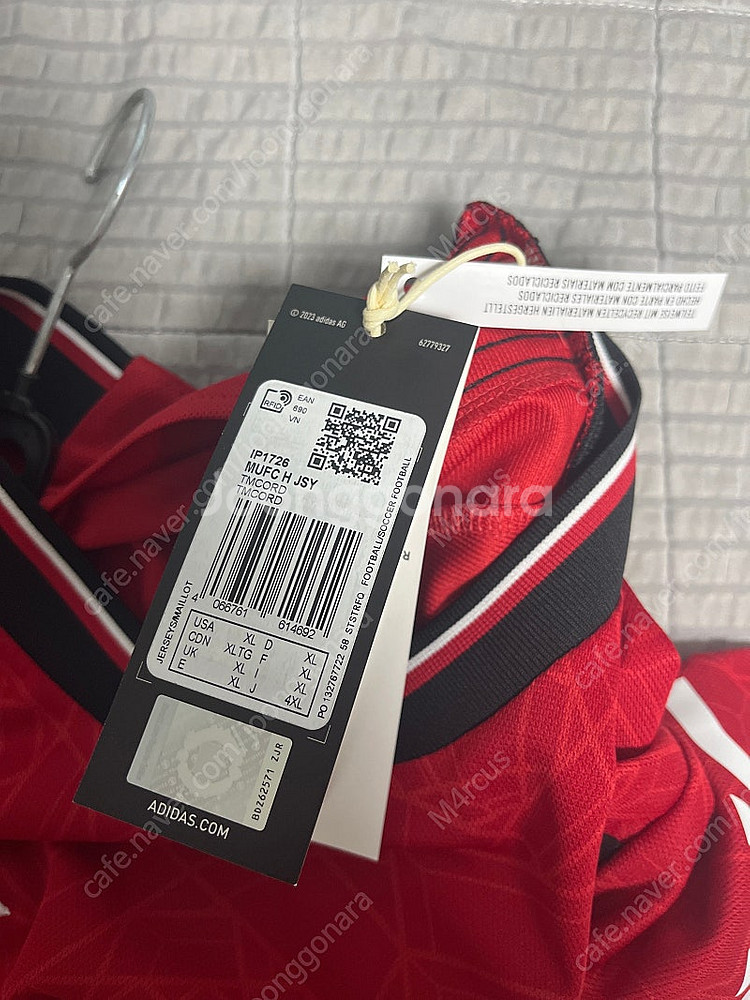 TEILWEISE MIT RECYCELTEN MATERIALIEN HERGESTELLT
HECHO EN PARTE CON MATERIALES RECICLADOS
FEITO PARCIALMENTE COM MATERIAIS RECICLADOS
© 2023 adidas AG
62779327
RFID
EAN
690
VN
IP1726
MUFC H JSY
TMCORD
TMCORD
4 066761 614692
JERSEYS/MAILLOT
STSTRFQ FOOTBALL/SOCCER FOOTBALL
PO 132767722 58
USA XL D XL
CDN XLTG F XL
UK XL I XL
E XL J 4XL
BDZ62571 ZJR
ADIDAS.COM
joonggonara
cafe.naver.com/joonggonara
M4rcus